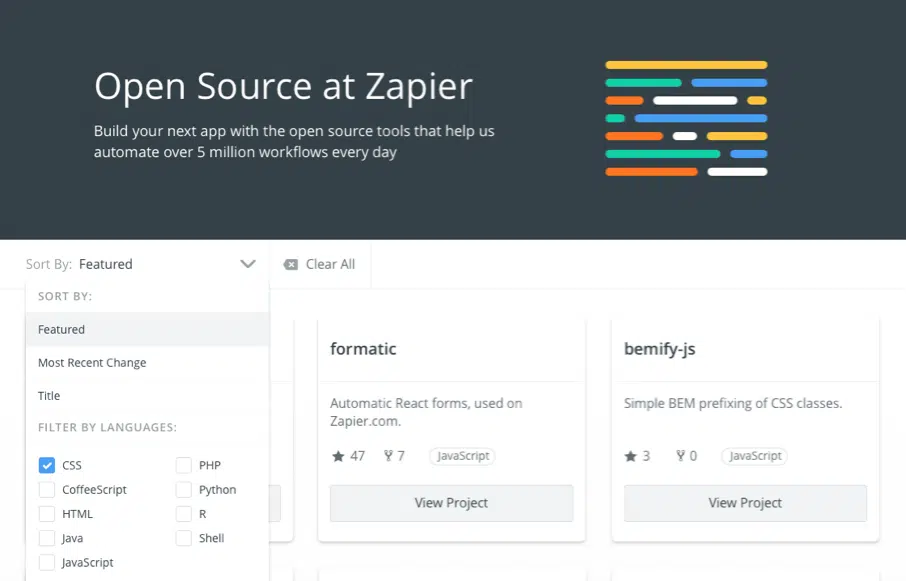 Open Source at Zapier
Build your next app with the open source tools that help us
automate over 5 million workflows every day
Sort By: Featured
Clear All
SORT BY:
Featured
Most Recent Change
Title
FILTER BY LANGUAGES:
CSS
PHP
CoffeeScript
Python
HTML
R
Java
Shell
JavaScript
formatic
Automatic React forms, used on
Zapier.com.
47
7
JavaScript
View Project
bemify-js
Simple BEM prefixing of CSS classes.
3
0
JavaScript
View Project